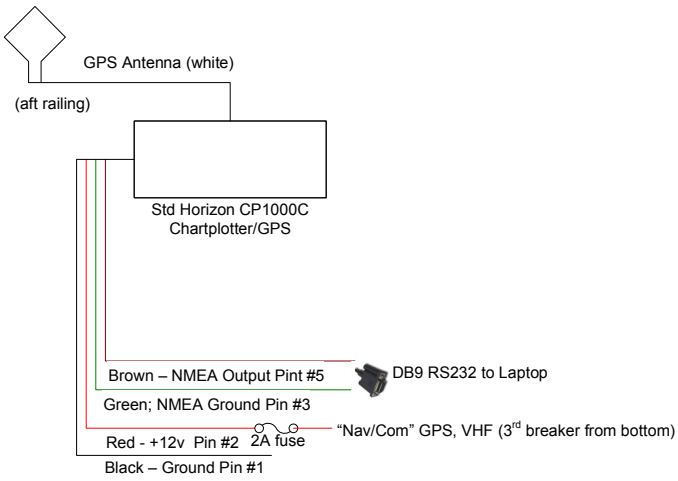 GPS Antenna (white)
(aft railing)
Std Horizon CP1000C
Chartplotter/GPS
Brown – NMEA Output Pint #5
DB9 RS232 to Laptop
Green; NMEA Ground Pin #3
“Nav/Com” GPS, VHF (3rd breaker from bottom)
Red - +12v Pin #2
2A fuse
Black – Ground Pin #1